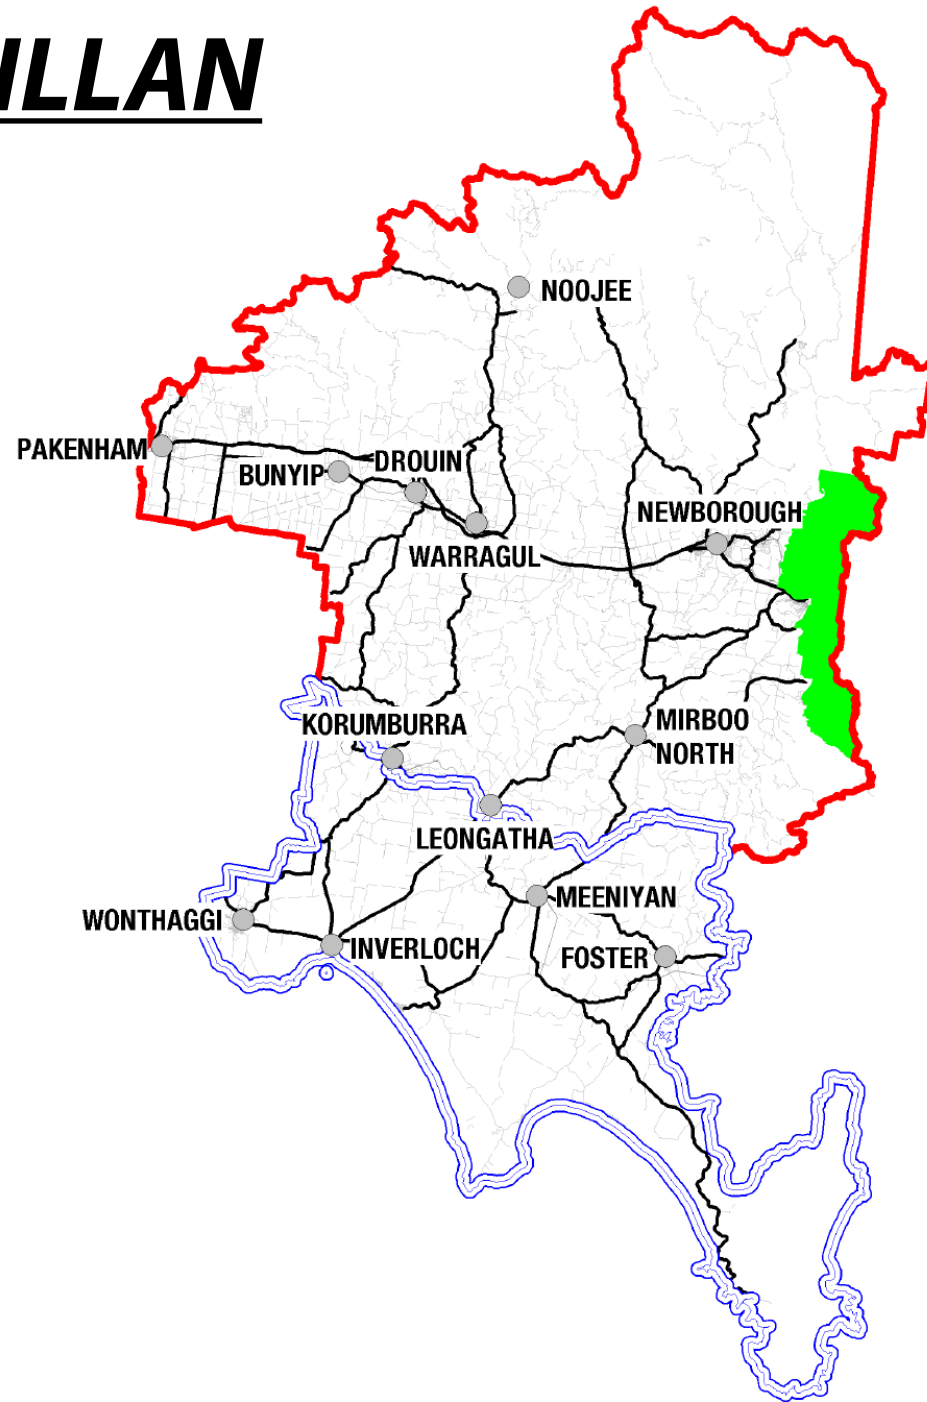 ILLAN
NOOJEE
PAKENHAM
BUNYIP
DROUIN
NEWBOROUGH
WARRAGUL
KORUMBURRA
MIRBOO
NORTH
LEONGATHA
MEENIYAN
WONTHAGGI
INVERLOCH
FOSTER